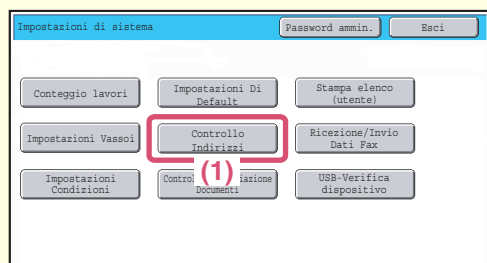 Impostazioni di sistema
Password ammin.
Esci
Conteggio lavori
Impostazioni Di
Default
Stampa elenco
(utente)
Impostazioni Vassoi
Controllo
Indirizzi
Ricezione/Invio
Dati Fax
Impostazioni
Condizioni
(1)
Documenti
USB-Verifica
dispositivo